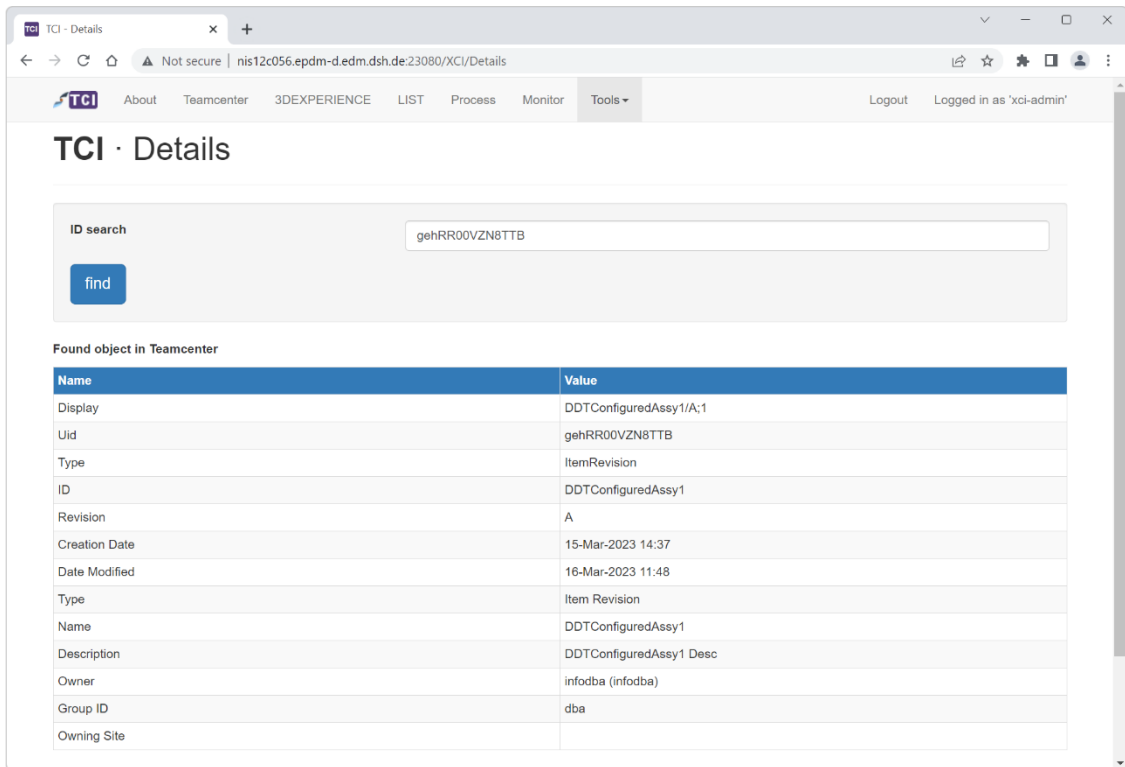 TCI TCI - Details
Not secure | nis12c056.epdm-d.edm.dsh.de:23080/XCI/Details
TCI About Teamcenter 3DEXPERIENCE LIST Process Monitor Tools Logout Logged in as 'xci-admin'
TCI · Details
ID search gehRR00VZN8TTB
find
Found object in Teamcenter
Name Value
Display DDTConfiguredAssy1/A;1
Uid gehRR00VZN8TTB
Type ItemRevision
ID DDTConfiguredAssy1
Revision A
Creation Date 15-Mar-2023 14:37
Date Modified 16-Mar-2023 11:48
Type Item Revision
Name DDTConfiguredAssy1
Description DDTConfiguredAssy1 Desc
Owner infodba (infodba)
Group ID dba
Owning Site